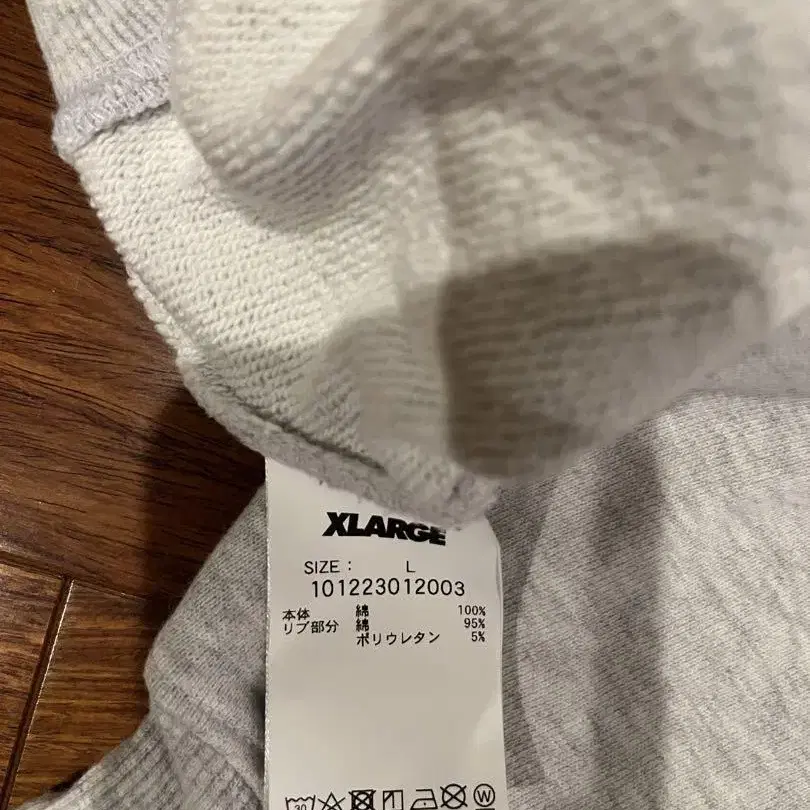 XLARGE
SIZE : L
101223012003
本体 綿 100%
リブ部分 綿 95%
ポリウレタン 5%
30 W